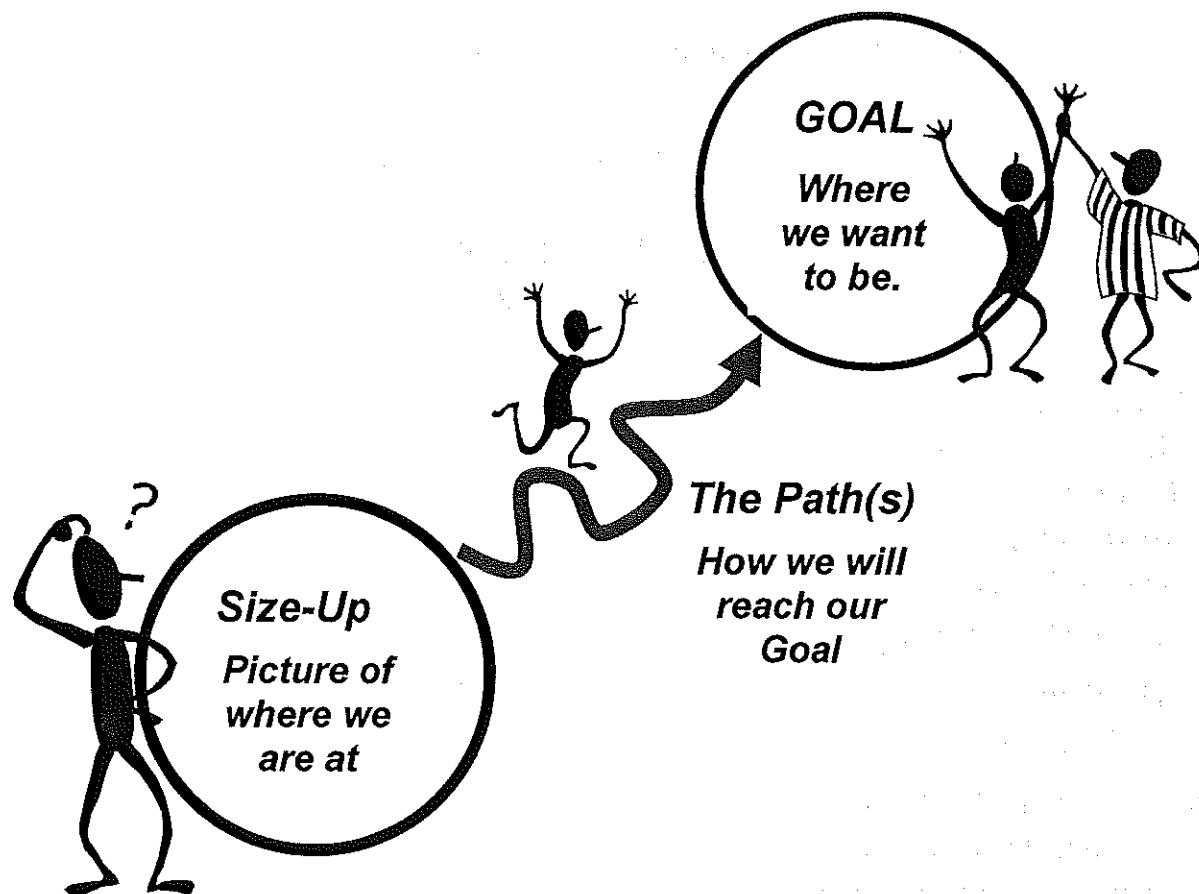 GOAL
Where
we want
to be.
The Path(s)
How we will
reach our
Goal
?
Size-Up
Picture of
where we
are at